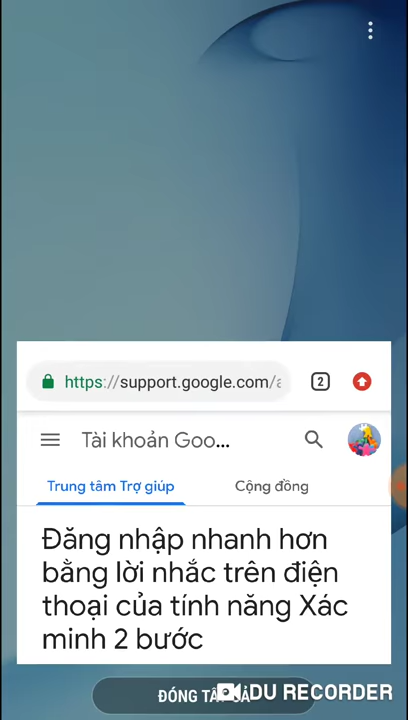 https://support.google.com/a
2
Tài khoản Goo...
Trung tâm Trợ giúp
Cộng đồng
Đăng nhập nhanh hơn
bằng lời nhắc trên điện
thoại của tính năng Xác
minh 2 bước
ĐÓNG
DU RECORDER